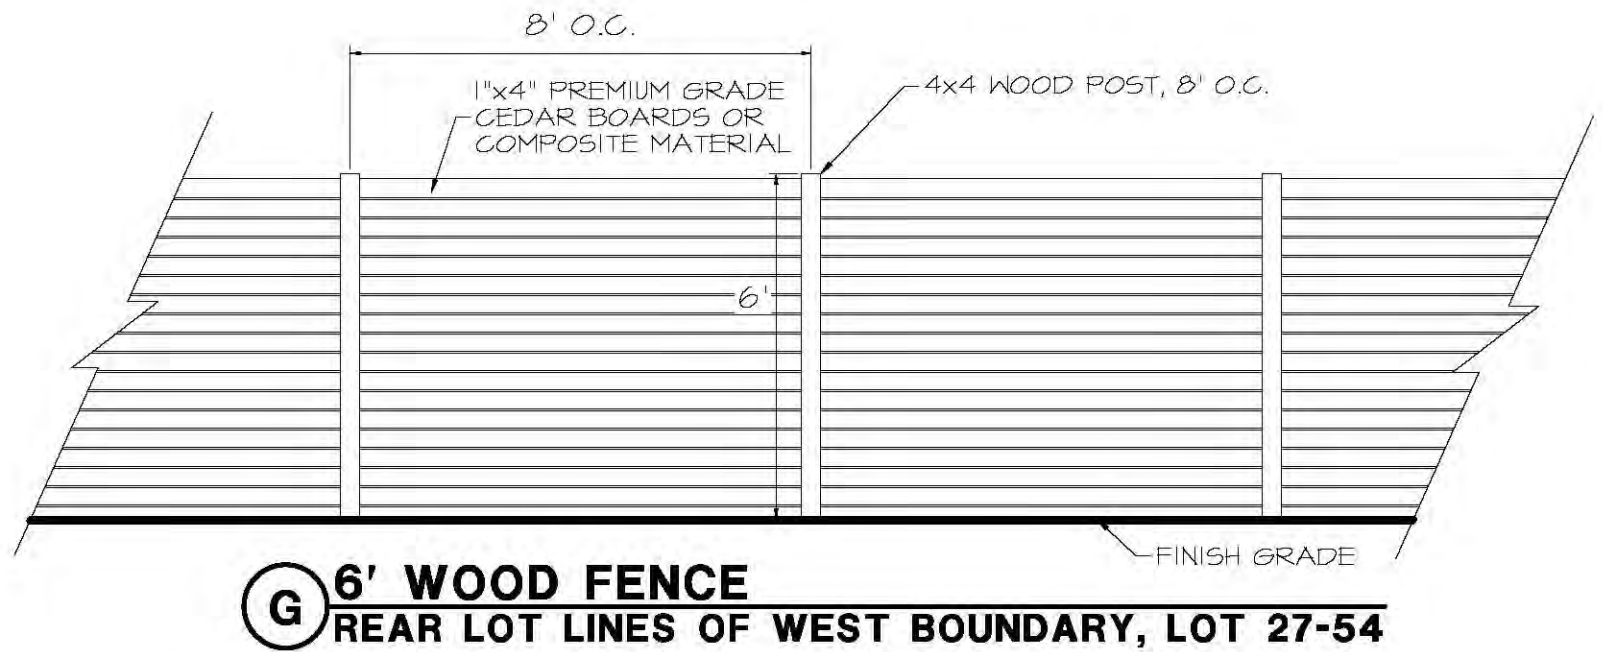 8' O.C.
1"x4" PREMIUM GRADE
CEDAR BOARDS OR
COMPOSITE MATERIAL
4x4 WOOD POST, 8' O.C.
6'
FINISH GRADE
G
6' WOOD FENCE
REAR LOT LINES OF WEST BOUNDARY, LOT 27-54